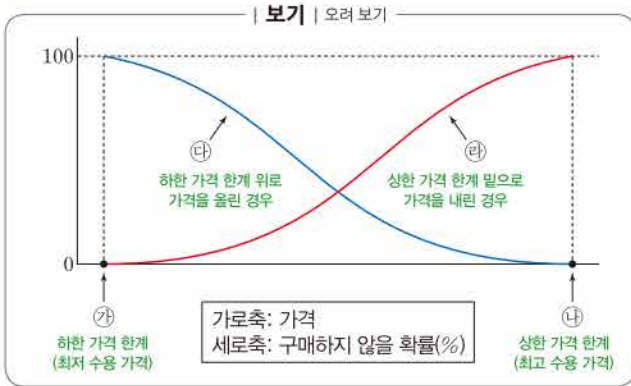 | 보기 | 오려 보기
100
㉰
하한 가격 한계 위로
가격을 올린 경우
㉱
상한 가격 한계 밑으로
가격을 내린 경우
0
㉮
하한 가격 한계
(최저 수용 가격)
가로축: 가격
세로축: 구매하지 않을 확률(%)
㉯
상한 가격 한계
(최고 수용 가격)